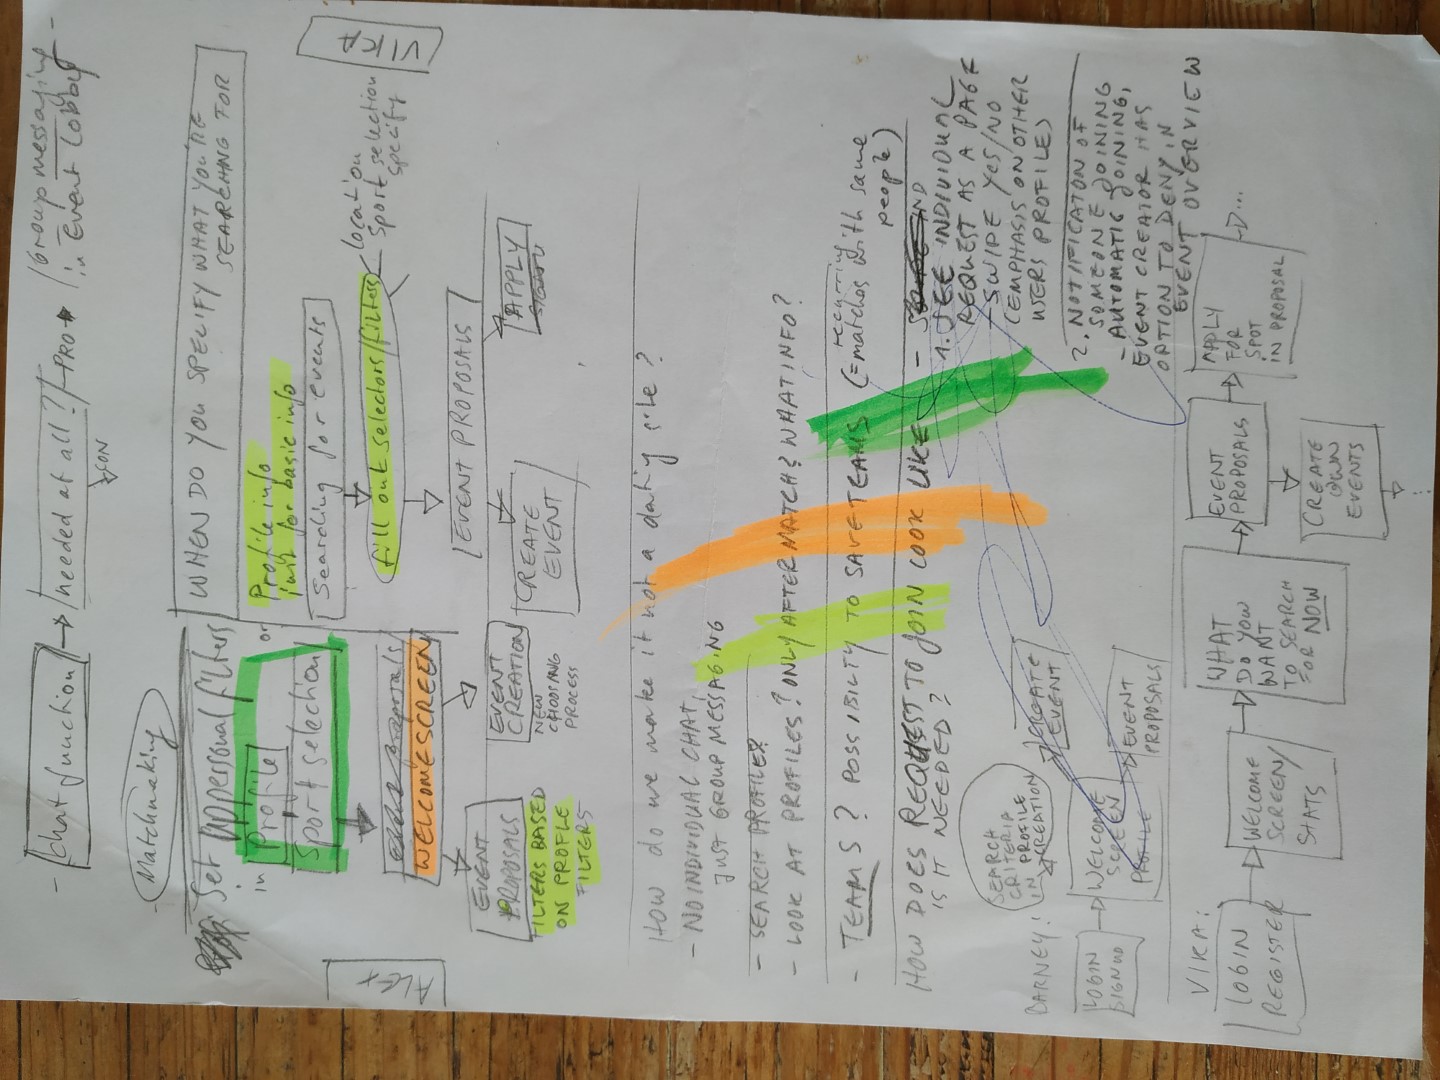 - chat function → needed at all? -PRO→ Group messaging -
in Event Lobby
CON
- Matchmaking
Set up personal filters
in Profile or
Sport selection
proposals/
WELCOME SCREEN
ALEX
EVENT
PROPOSALS
FILTERS BASED
ON PROFILE
FILTERS
EVENT
CREATION
NEW
CHOOSING
PROCESS
WHEN DO YOU SPECIFY WHAT YOU'RE
SEARCHING FOR
Profile info
just for basic info
Searching for events
fill out selectors/filters
location
Sport selection
specify
VIKA
EVENT PROPOSALS
CREATE
EVENT
APPLY
HOW do we make it not a dating site?
- NO INDIVIDUAL CHAT,
JUST GROUP MESSAGING
- SEARCH PROFILES?
- LOOK AT PROFILES? ONLY AFTER MATCH? WHAT INFO?
- TEAMS? POSSIBILTY TO SAVE TEAMS (=matches with same
recurring
people)
HOW DOES REQUEST TO JOIN LOOK LIKE
IS IT NEEDED?
1. SEE INDIVIDUAL
REQUEST AS A PAGE
- SWIPE YES/NO
(EMPHASIS ON OTHER
USERS PROFILE)
2. NOTIFICATON OF
SOMEONE JOINING
- AUTOMATIC JOINING,
EVENT CREATOR HAS
OPTION TO DENY IN
EVENT OVERVIEW
SEARCH
CRITERIA
IN PROFILE
CREATION
BARNEY:
LOGIN
SIGN UP
WELCOME
SCREEN
PROFILE
CREATE
EVENT
EVENT
PROPOSALS
VIKA:
LOGIN
REGISTER
WELCOME
SCREEN/
STATS
WHAT
DO YOU
WANT
TO SEARCH
FOR NOW
EVENT
PROPOSALS
CREATE
OWN
EVENTS
APPLY
FOR
SPOT
IN PROPOSAL
...